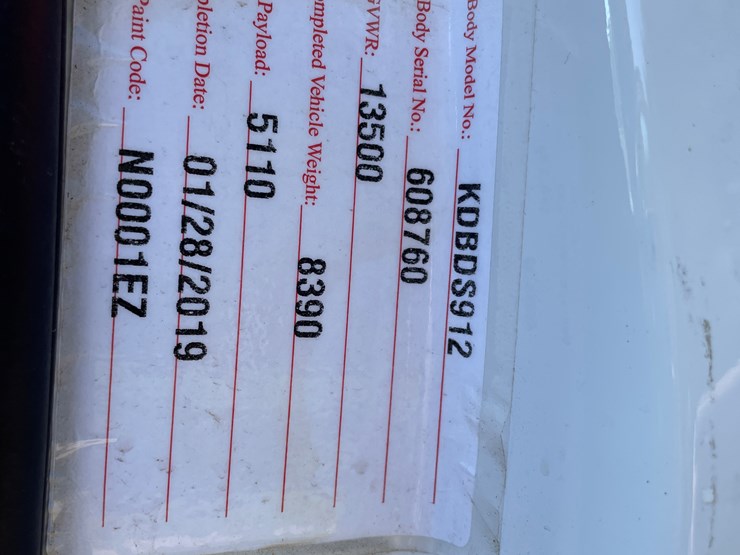 Body Model No.: KDBDS912
Body Serial No.: 608760
GVWR: 13500
mpleted Vehicle Weight: 8390
Payload: 5110
pletion Date: 01/28/2019
Paint Code: N0001EZ